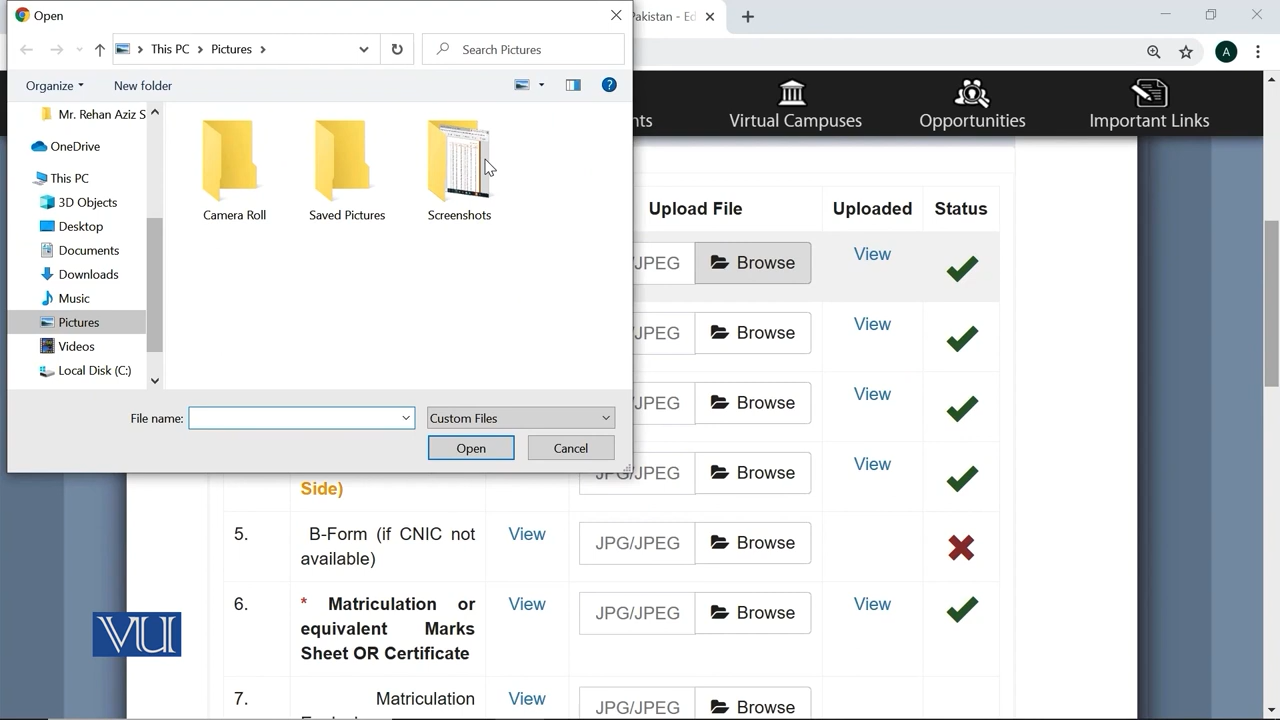 Open
Pakistan - Ed
This PC
Pictures
Search Pictures
A
Organize
New folder
Mr. Rehan Aziz S
OneDrive
This PC
3D Objects
Desktop
Documents
Downloads
Music
Pictures
Videos
Local Disk (C:)
Camera Roll
Saved Pictures
Screenshots
File name:
Custom Files
Open
Cancel
nts
Virtual Campuses
Opportunities
Important Links
Upload File
Uploaded
Status
/JPEG
Browse
View
/JPEG
Browse
View
/JPEG
Browse
View
Side)
JPG/JPEG
Browse
View
5.
B-Form (if CNIC not
available)
View
JPG/JPEG
Browse
6.
* Matriculation or
equivalent Marks
Sheet OR Certificate
View
JPG/JPEG
Browse
View
7.
Matriculation
View
JPG/JPEG
Browse
VU